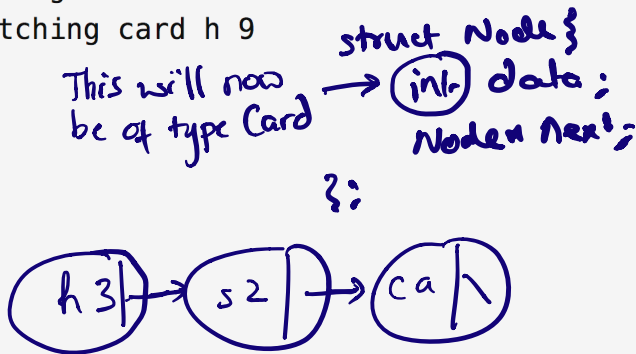 tching card h 9
struct Node {
This will now → int data ;
be of type Card
Node* next ;
} ;
h 3 → s 2 → c a \